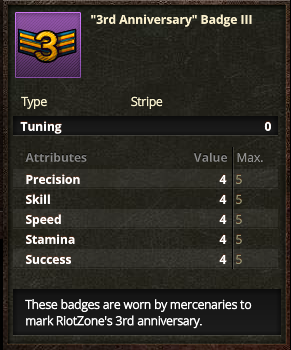 "3rd Anniversary" Badge III
3
Type Stripe
Tuning 0
Attributes Value Max.
Precision 4 5
Skill 4 5
Speed 4 5
Stamina 4 5
Success 4 5
These badges are worn by mercenaries to
mark RiotZone's 3rd anniversary.